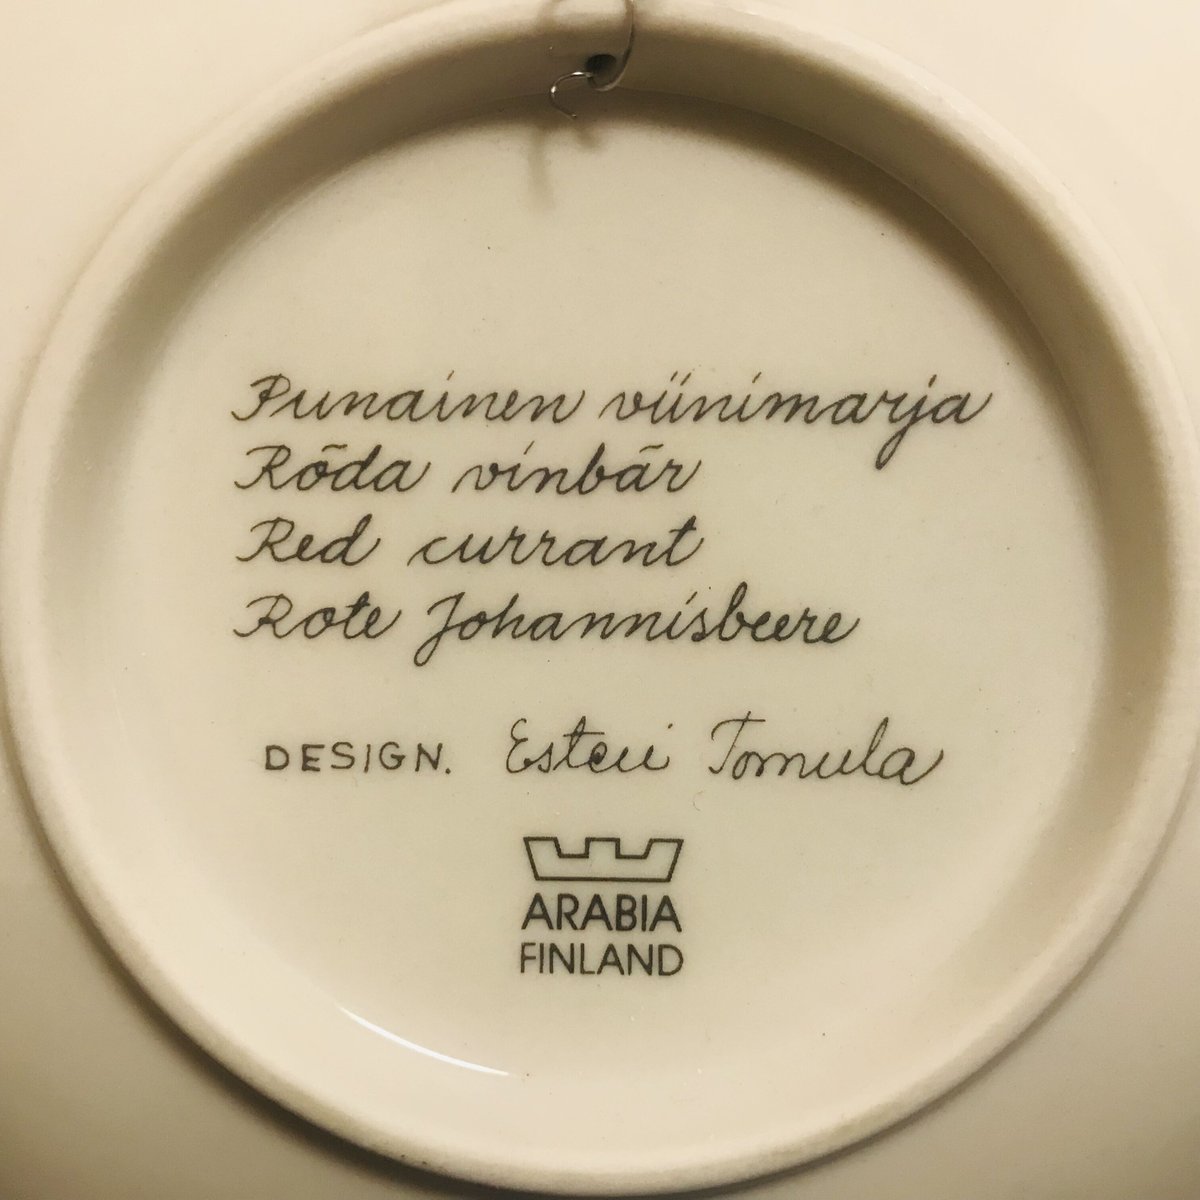 Punainen viinimarja
Röda vinbär
Red currant
Rote Johannisbeere
DESIGN. Esteri Tomula
ARABIA
FINLAND